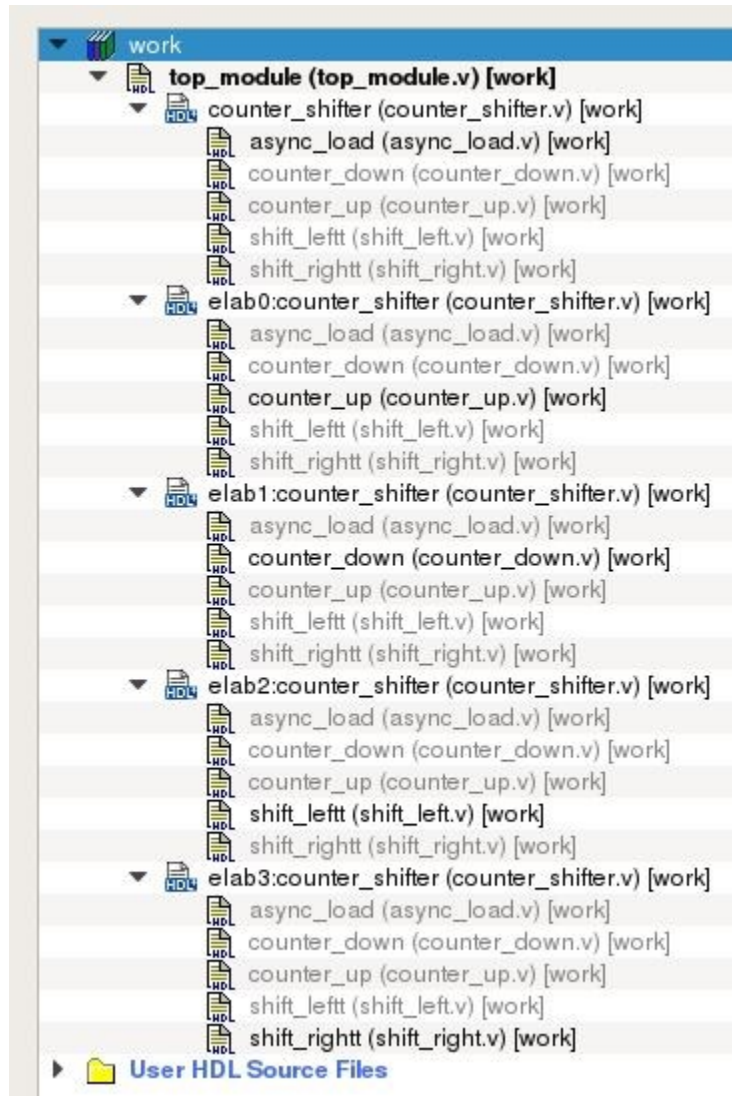 work
top_module (top_module.v) [work]
counter_shifter (counter_shifter.v) [work]
async_load (async_load.v) [work]
counter_down (counter_down.v) [work]
counter_up (counter_up.v) [work]
shift_leftt (shift_left.v) [work]
shift_rightt (shift_right.v) [work]
elab0:counter_shifter (counter_shifter.v) [work]
async_load (async_load.v) [work]
counter_down (counter_down.v) [work]
counter_up (counter_up.v) [work]
shift_leftt (shift_left.v) [work]
shift_rightt (shift_right.v) [work]
elab1:counter_shifter (counter_shifter.v) [work]
async_load (async_load.v) [work]
counter_down (counter_down.v) [work]
counter_up (counter_up.v) [work]
shift_leftt (shift_left.v) [work]
shift_rightt (shift_right.v) [work]
elab2:counter_shifter (counter_shifter.v) [work]
async_load (async_load.v) [work]
counter_down (counter_down.v) [work]
counter_up (counter_up.v) [work]
shift_leftt (shift_left.v) [work]
shift_rightt (shift_right.v) [work]
elab3:counter_shifter (counter_shifter.v) [work]
async_load (async_load.v) [work]
counter_down (counter_down.v) [work]
counter_up (counter_up.v) [work]
shift_leftt (shift_left.v) [work]
shift_rightt (shift_right.v) [work]
User HDL Source Files